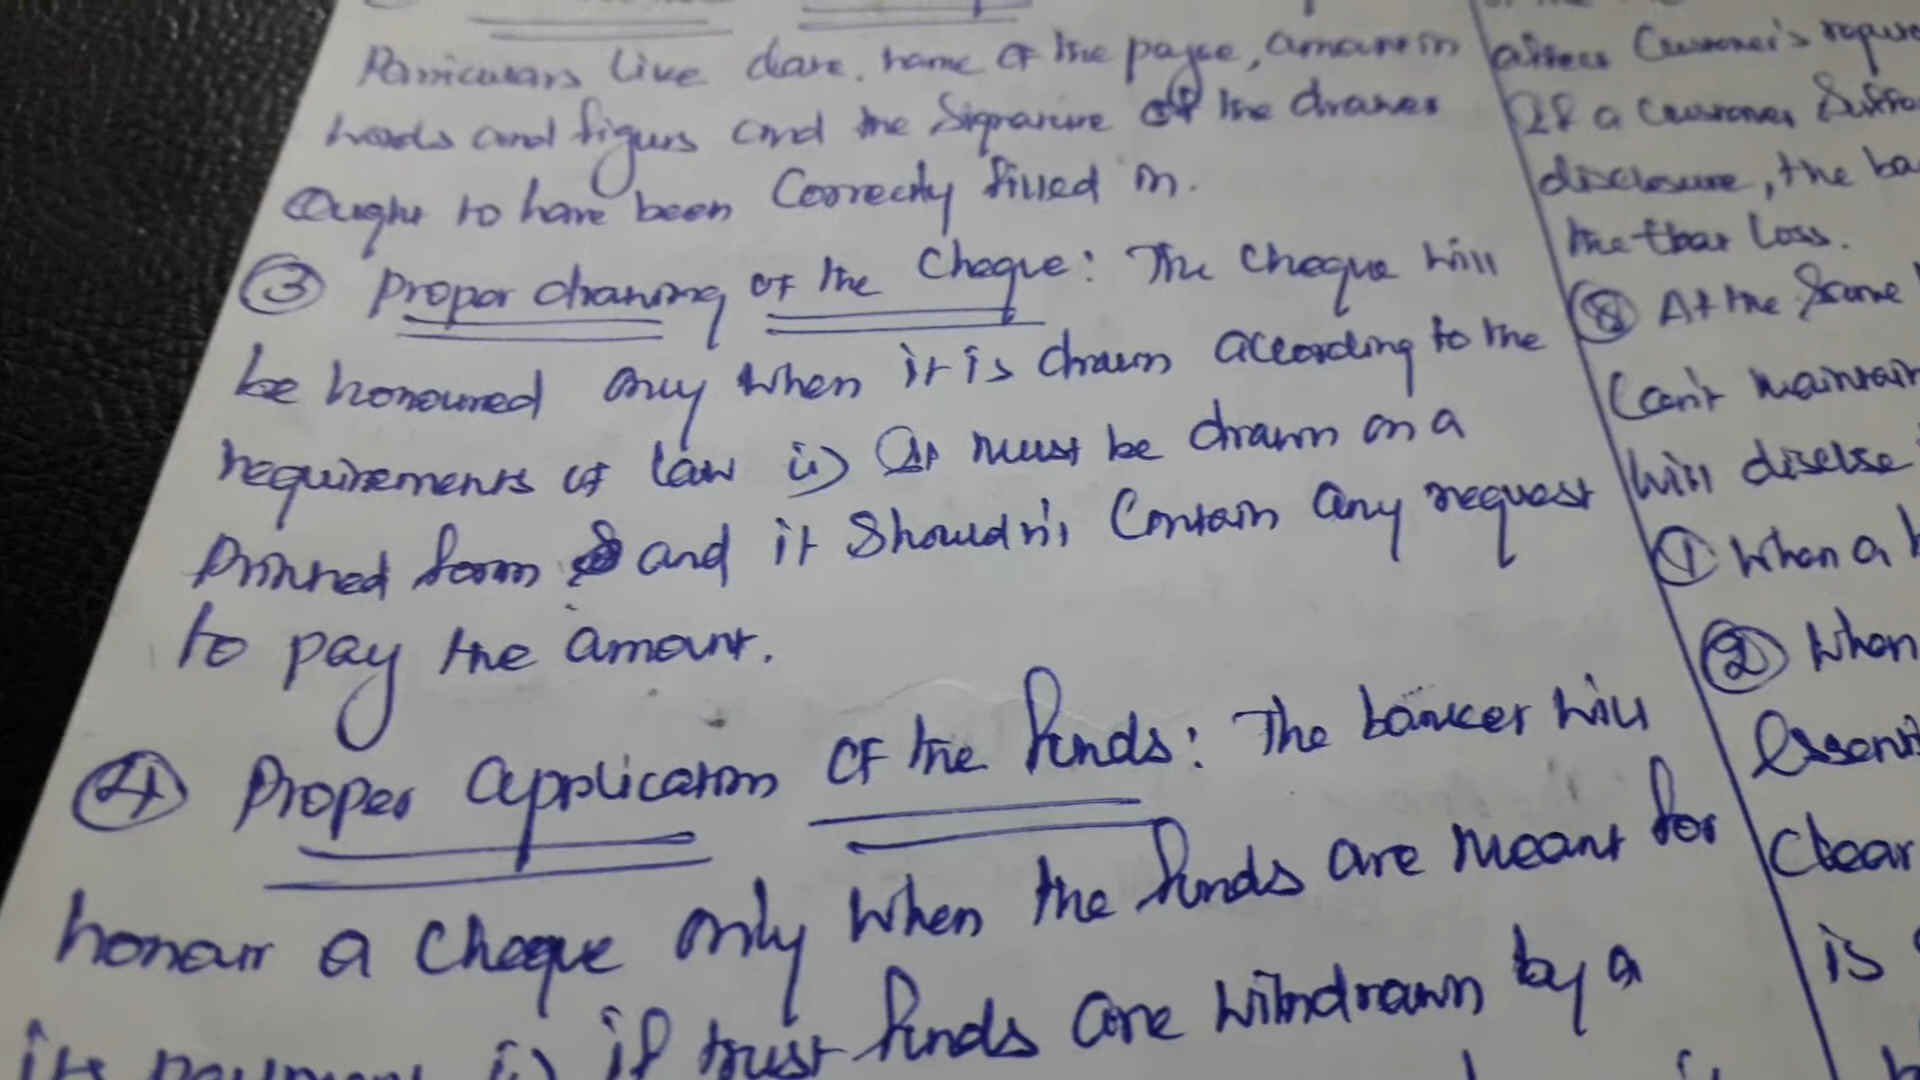 Particulars like date, name of the payee, amount in
words and figurs and the Signature of the drawer
Ought to have been Correctly filled in.
③ Proper drawing of the Cheque: The Cheque will
be honoured only when it is drawn according to the
requirements of law ii) It must be drawn on a
Printed form and it Shouldn't Contain any request
to pay the amount.
④ Proper application of the funds: The banker will
honour a Cheque only when the funds are meant for
its payment i) if trust funds are withdrawn by a
affect Customer's
If a Customer
disclosure, the
the that Loss.
⑧ At the Same
Can't maintain
Will disclse
① When a
② When
Clear
is